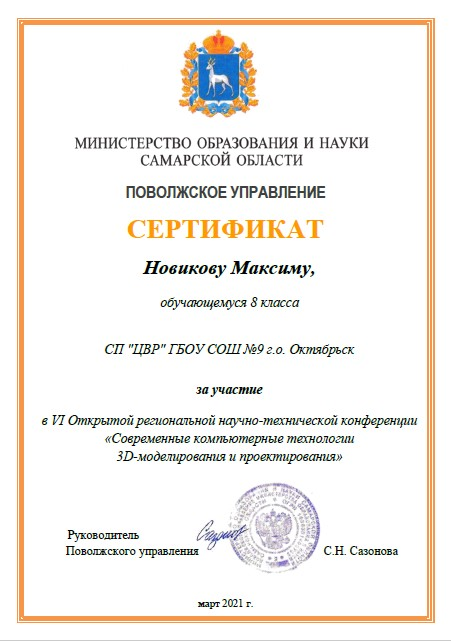 МИНИСТЕРСТВО ОБРАЗОВАНИЯ И НАУКИ
САМАРСКОЙ ОБЛАСТИ
ПОВОЛЖСКОЕ УПРАВЛЕНИЕ
СЕРТИФИКАТ
Новикову Максиму,
обучающемуся 8 класса
СП "ЦВР" ГБОУ СОШ №9 г.о. Октябрьск
за участие
в VI Открытой региональной научно-технической конференции
«Современные компьютерные технологии
3D-моделирования и проектирования»
Руководитель
Поволжского управления С.Н. Сазонова
март 2021 г.